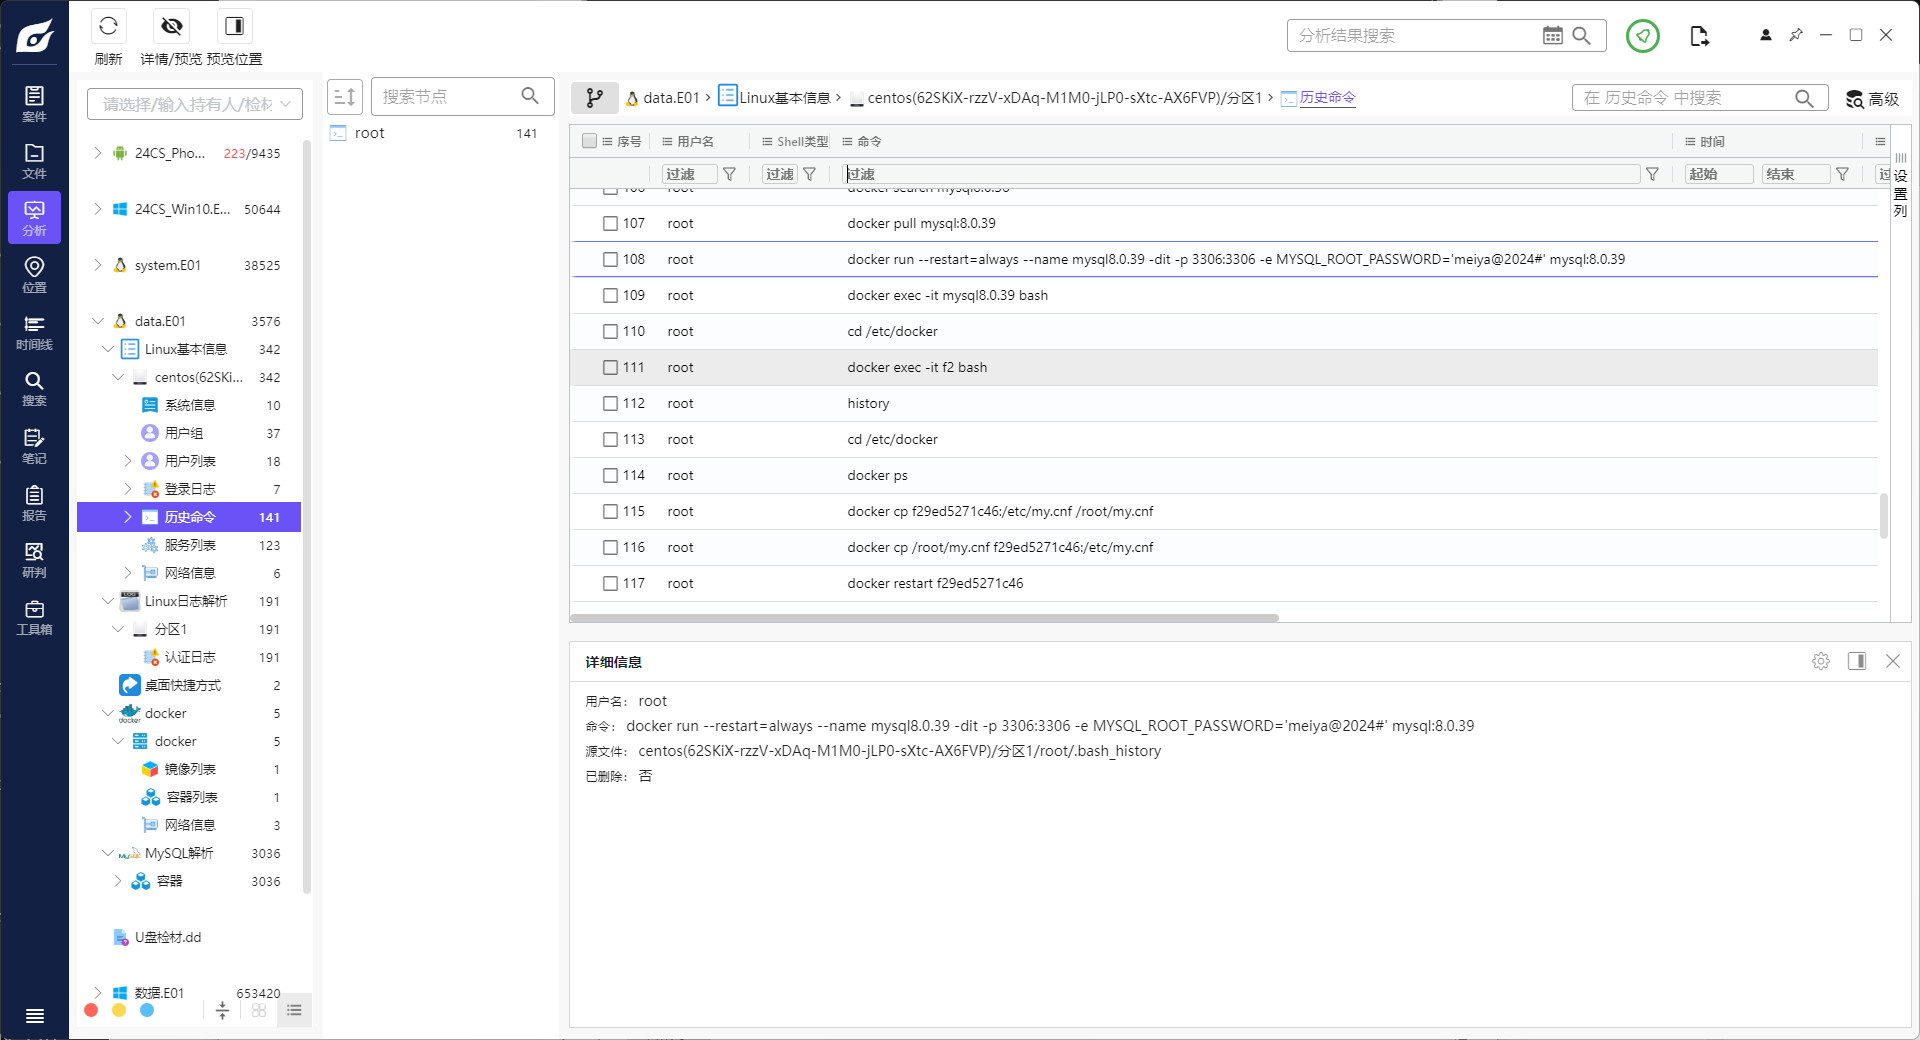 刷新
详情/预览
预览位置
分析结果搜索
案件
文件
分析
位置
时间线
搜索
笔记
报告
研判
工具箱
请选择/输入持有人/检材
24CS_Pho... 223/9435
24CS_Win10.E... 50644
system.E01 38525
data.E01 3576
Linux基本信息 342
centos(62SKi... 342
系统信息 10
用户组 37
用户列表 18
登录日志 7
历史命令 141
服务列表 123
网络信息 6
Linux日志解析 191
分区1 191
认证日志 191
桌面快捷方式 2
docker 5
docker 5
镜像列表 1
容器列表 1
网络信息 3
MySQL解析 3036
容器 3036
U盘检材.dd
数据.E01 653420
搜索节点
root 141
data.E01 › Linux基本信息 › centos(62SKiX-rzzV-xDAq-M1M0-jLP0-sXtc-AX6FVP)/分区1 › 历史命令
在 历史命令 中搜索
高级
序号 用户名 Shell类型 命令 时间
过滤 过滤 过滤 起始 结束 过
设置列
106 root docker search mysql8.0.36
107 root docker pull mysql:8.0.39
108 root docker run --restart=always --name mysql8.0.39 -dit -p 3306:3306 -e MYSQL_ROOT_PASSWORD='meiya@2024#' mysql:8.0.39
109 root docker exec -it mysql8.0.39 bash
110 root cd /etc/docker
111 root docker exec -it f2 bash
112 root history
113 root cd /etc/docker
114 root docker ps
115 root docker cp f29ed5271c46:/etc/my.cnf /root/my.cnf
116 root docker cp /root/my.cnf f29ed5271c46:/etc/my.cnf
117 root docker restart f29ed5271c46
详细信息
用户名: root
命令: docker run --restart=always --name mysql8.0.39 -dit -p 3306:3306 -e MYSQL_ROOT_PASSWORD='meiya@2024#' mysql:8.0.39
源文件: centos(62SKiX-rzzV-xDAq-M1M0-jLP0-sXtc-AX6FVP)/分区1/root/.bash_history
已删除: 否